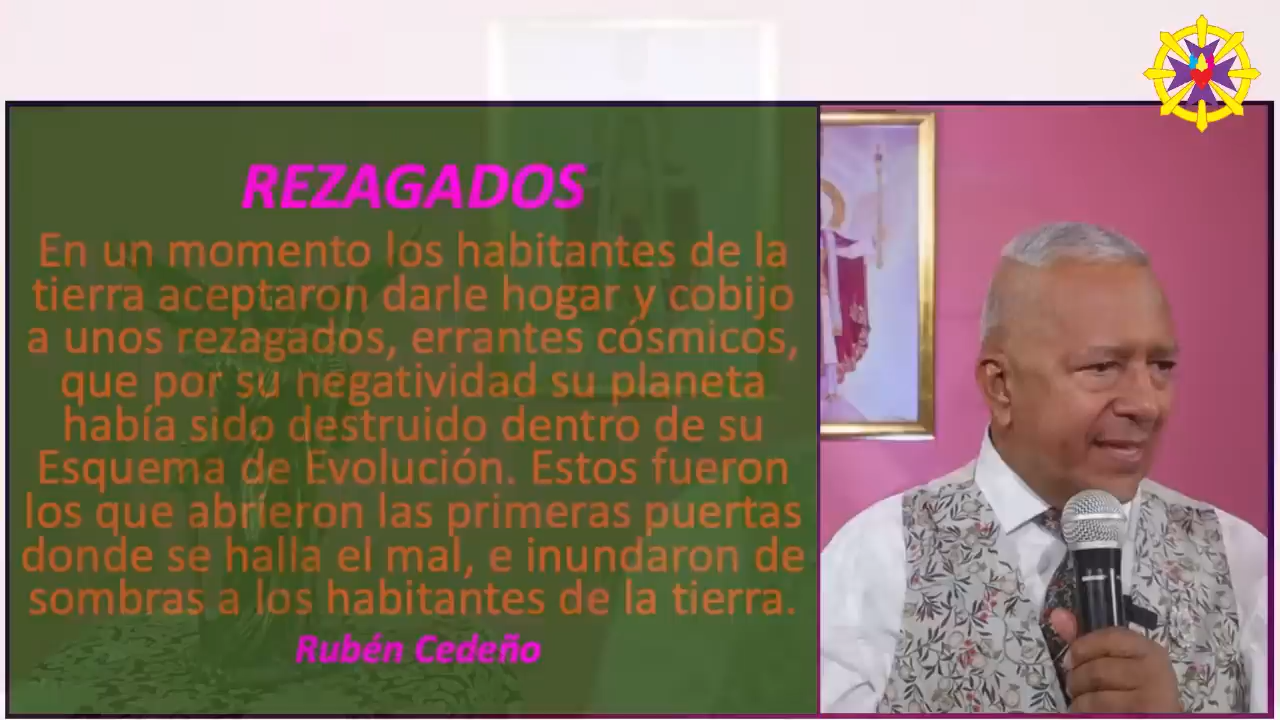 REZAGADOS
En un momento los habitantes de la
tierra aceptaron darle hogar y cobijo
a unos rezagados, errantes cósmicos,
que por su negatividad su planeta
había sido destruido dentro de su
Esquema de Evolución. Estos fueron
los que abrieron las primeras puertas
donde se halla el mal, e inundaron de
sombras a los habitantes de la tierra.
Rubén Cedeño